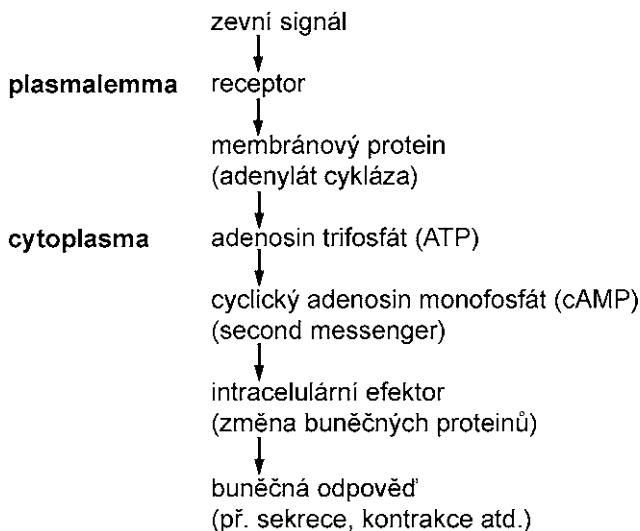 zevní signál
plasmalemma receptor
membránový protein
(adenylát cykláza)
cytoplasma adenosin trifosfát (ATP)
cyclický adenosin monofosfát (cAMP)
(second messenger)
intracelulární efektor
(změna buněčných proteinů)
buněčná odpověď
(př. sekrece, kontrakce atd.)